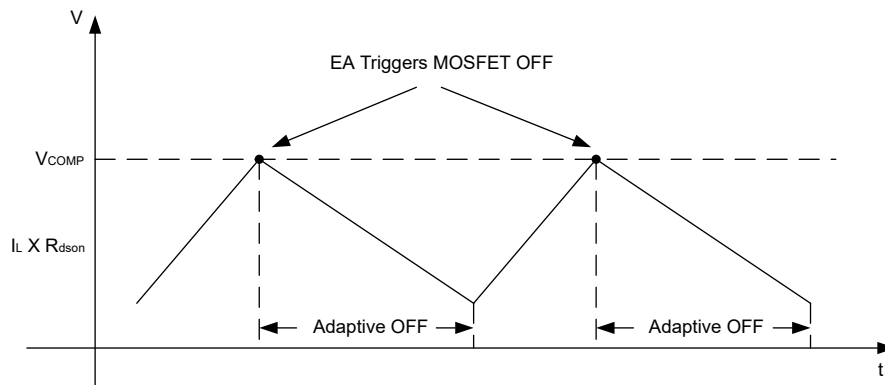 V
EA Triggers MOSFET OFF
VCOMP
IL X Rdson
Adaptive OFF
Adaptive OFF
t